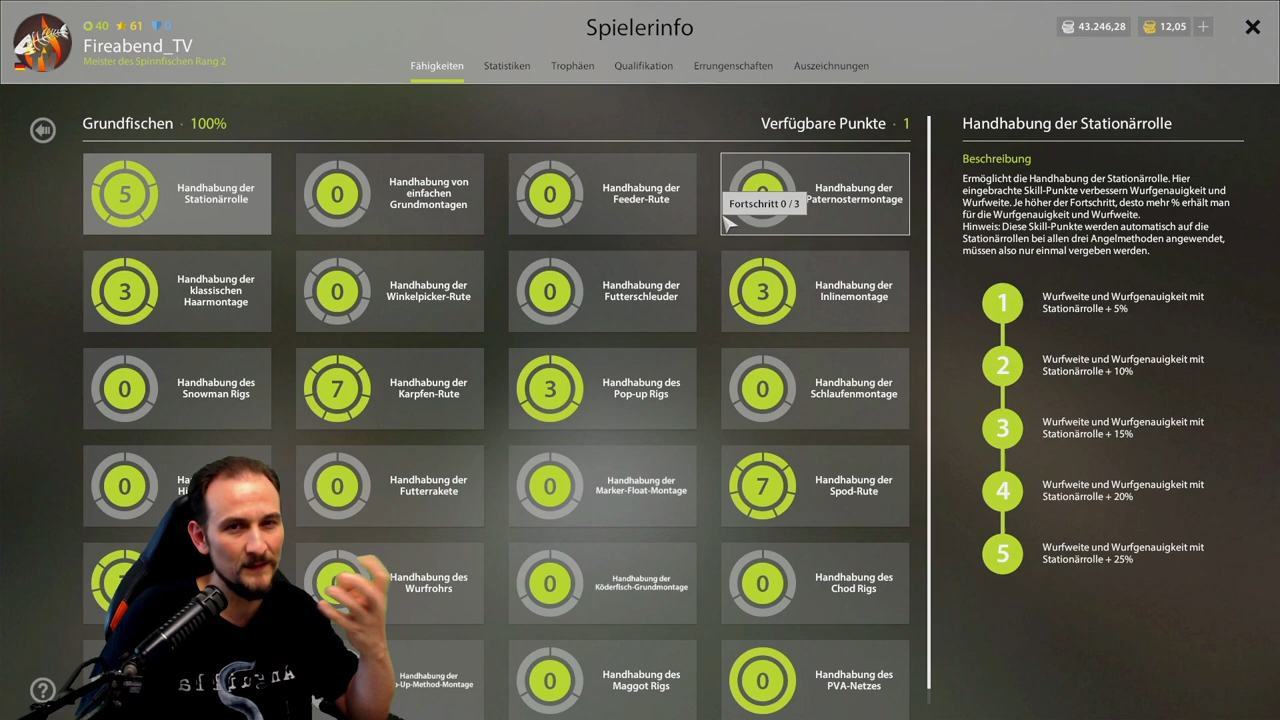 40 61 0
Fireabend_TV
Meister des Spinnfischen Rang 2
Spielerinfo
43.246,28 12,05 +
Fähigkeiten Statistiken Trophäen Qualifikation Errungenschaften Auszeichnungen
Grundfischen · 100%
Verfügbare Punkte · 1
5 Handhabung der
Stationärrolle
0 Handhabung von
einfachen
Grundmontagen
0 Handhabung der
Feeder-Rute
Handhabung der
Paternostermontage
Fortschritt 0 / 3
3 Handhabung der
klassischen
Haarmontage
0 Handhabung der
Winkelpicker-Rute
0 Handhabung der
Futterschleuder
3 Handhabung der
Inlinemontage
0 Handhabung des
Snowman Rigs
7 Handhabung der
Karpfen-Rute
3 Handhabung des
Pop-up Rigs
0 Handhabung der
Schlaufenmontage
0
0 Handhabung der
Futterrakete
0 Handhabung der
Marker-Float-Montage
7 Handhabung der
Spod-Rute
Handhabung des
Wurfrohrs
0 Handhabung der
Köderfisch-Grundmontage
0 Handhabung des
Chod Rigs
Handhabung der
-Up-Method-Montage
0 Handhabung des
Maggot Rigs
0 Handhabung des
PVA-Netzes
Handhabung der Stationärrolle
Beschreibung
Ermöglicht die Handhabung der Stationärrolle. Hier
eingebrachte Skill-Punkte verbessern Wurfgenauigkeit und
Wurfweite. Je höher der Fortschritt, desto mehr % erhält man
für die Wurfgenauigkeit und Wurfweite.
Hinweis: Diese Skill-Punkte werden automatisch auf die
Stationärrollen bei allen drei Angelmethoden angewendet,
müssen also nur einmal vergeben werden.
1 Wurfweite und Wurfgenauigkeit mit
Stationärrolle + 5%
2 Wurfweite und Wurfgenauigkeit mit
Stationärrolle + 10%
3 Wurfweite und Wurfgenauigkeit mit
Stationärrolle + 15%
4 Wurfweite und Wurfgenauigkeit mit
Stationärrolle + 20%
5 Wurfweite und Wurfgenauigkeit mit
Stationärrolle + 25%
?